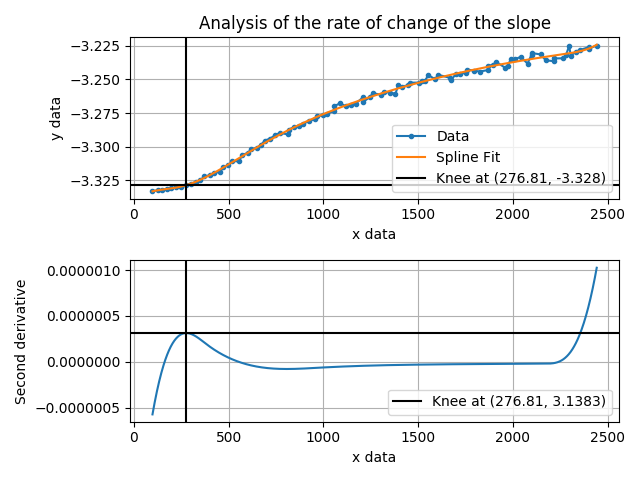 Analysis of the rate of change of the slope
−3.225
−3.250
−3.275
−3.300
−3.325
y data
Data
Spline Fit
Knee at (276.81, -3.328)
0 500 1000 1500 2000 2500
x data
0.0000010
0.0000005
0.0000000
−0.0000005
Second derivative
Knee at (276.81, 3.1383)
0 500 1000 1500 2000 2500
x data